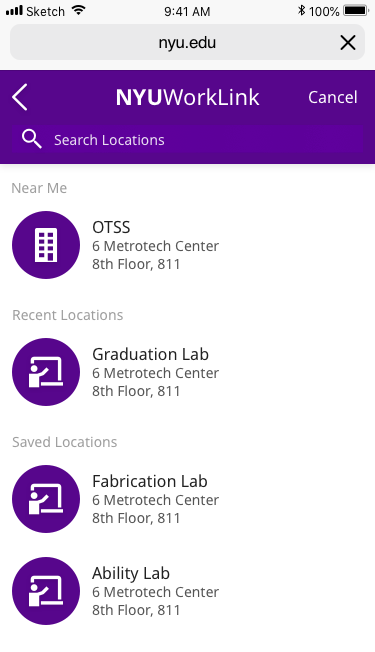 Sketch 9:41 AM 100%
nyu.edu
NYUWorkLink Cancel
Search Locations
Near Me
OTSS
6 Metrotech Center
8th Floor, 811
Recent Locations
Graduation Lab
6 Metrotech Center
8th Floor, 811
Saved Locations
Fabrication Lab
6 Metrotech Center
8th Floor, 811
Ability Lab
6 Metrotech Center
8th Floor, 811